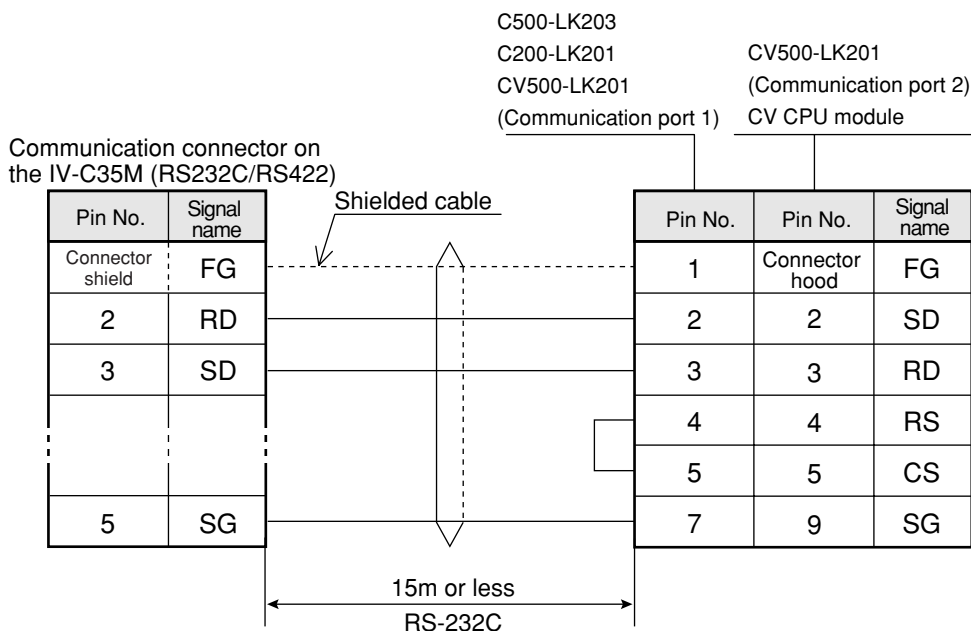 C500-LK203
C200-LK201
CV500-LK201
(Communication port 1)
CV500-LK201
(Communication port 2)
CV CPU module
Communication connector on
the IV-C35M (RS232C/RS422)
Shielded cable
Pin No. Signal name
Connector shield FG
2 RD
3 SD
5 SG
Pin No. Pin No. Signal name
1 Connector hood FG
2 2 SD
3 3 RD
4 4 RS
5 5 CS
7 9 SG
15m or less
RS-232C